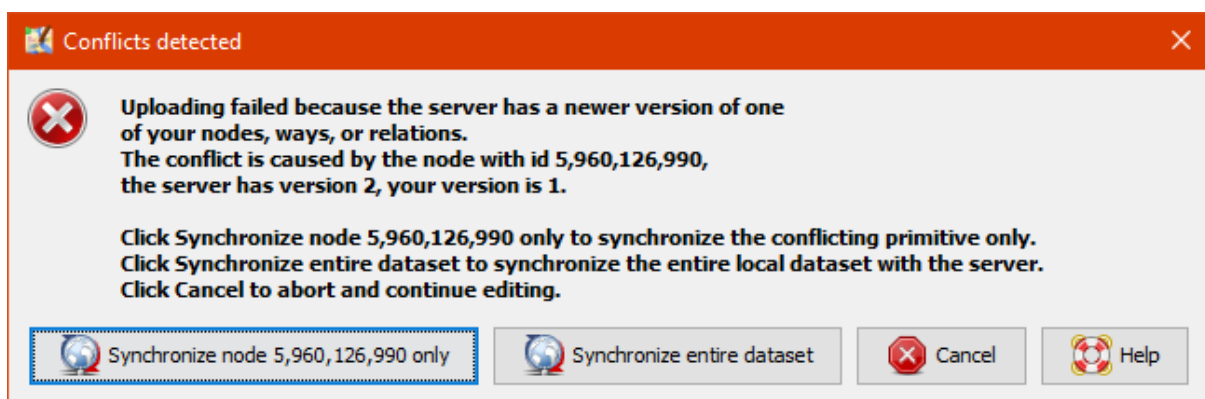 Conflicts detected
Uploading failed because the server has a newer version of one
of your nodes, ways, or relations.
The conflict is caused by the node with id 5,960,126,990,
the server has version 2, your version is 1.
Click Synchronize node 5,960,126,990 only to synchronize the conflicting primitive only.
Click Synchronize entire dataset to synchronize the entire local dataset with the server.
Click Cancel to abort and continue editing.
Synchronize node 5,960,126,990 only Synchronize entire dataset Cancel Help